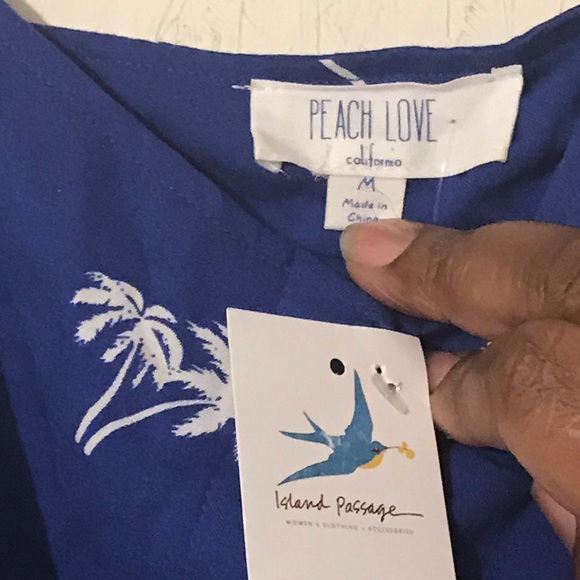 PEACH LOVE
california
M
Made in
China
Island Passage
WOMEN'S CLOTHING + ACCESSORIES